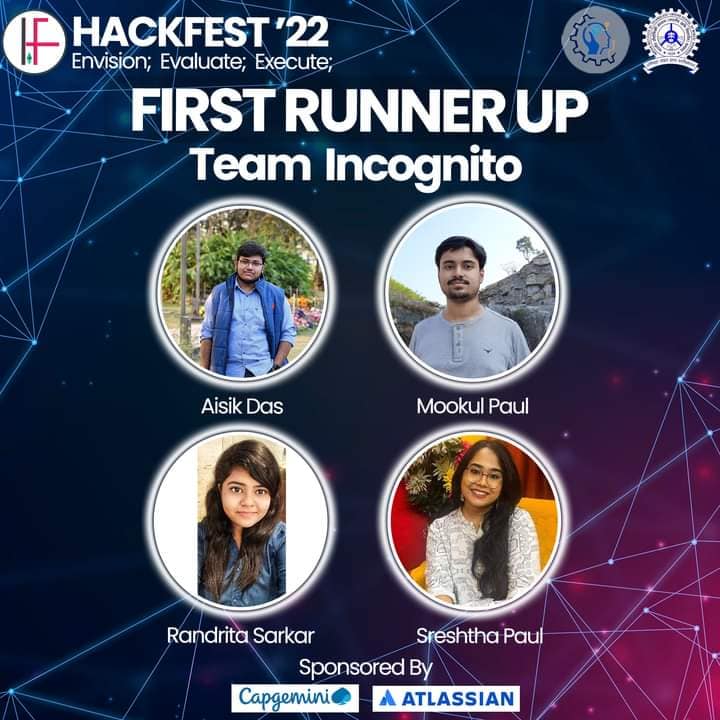 HACKFEST '22
Envision; Evaluate; Execute;
FIRST RUNNER UP
Team Incognito
Aisik Das
Mookul Paul
Randrita Sarkar
Sreshtha Paul
Sponsored By
Capgemini
ATLASSIAN